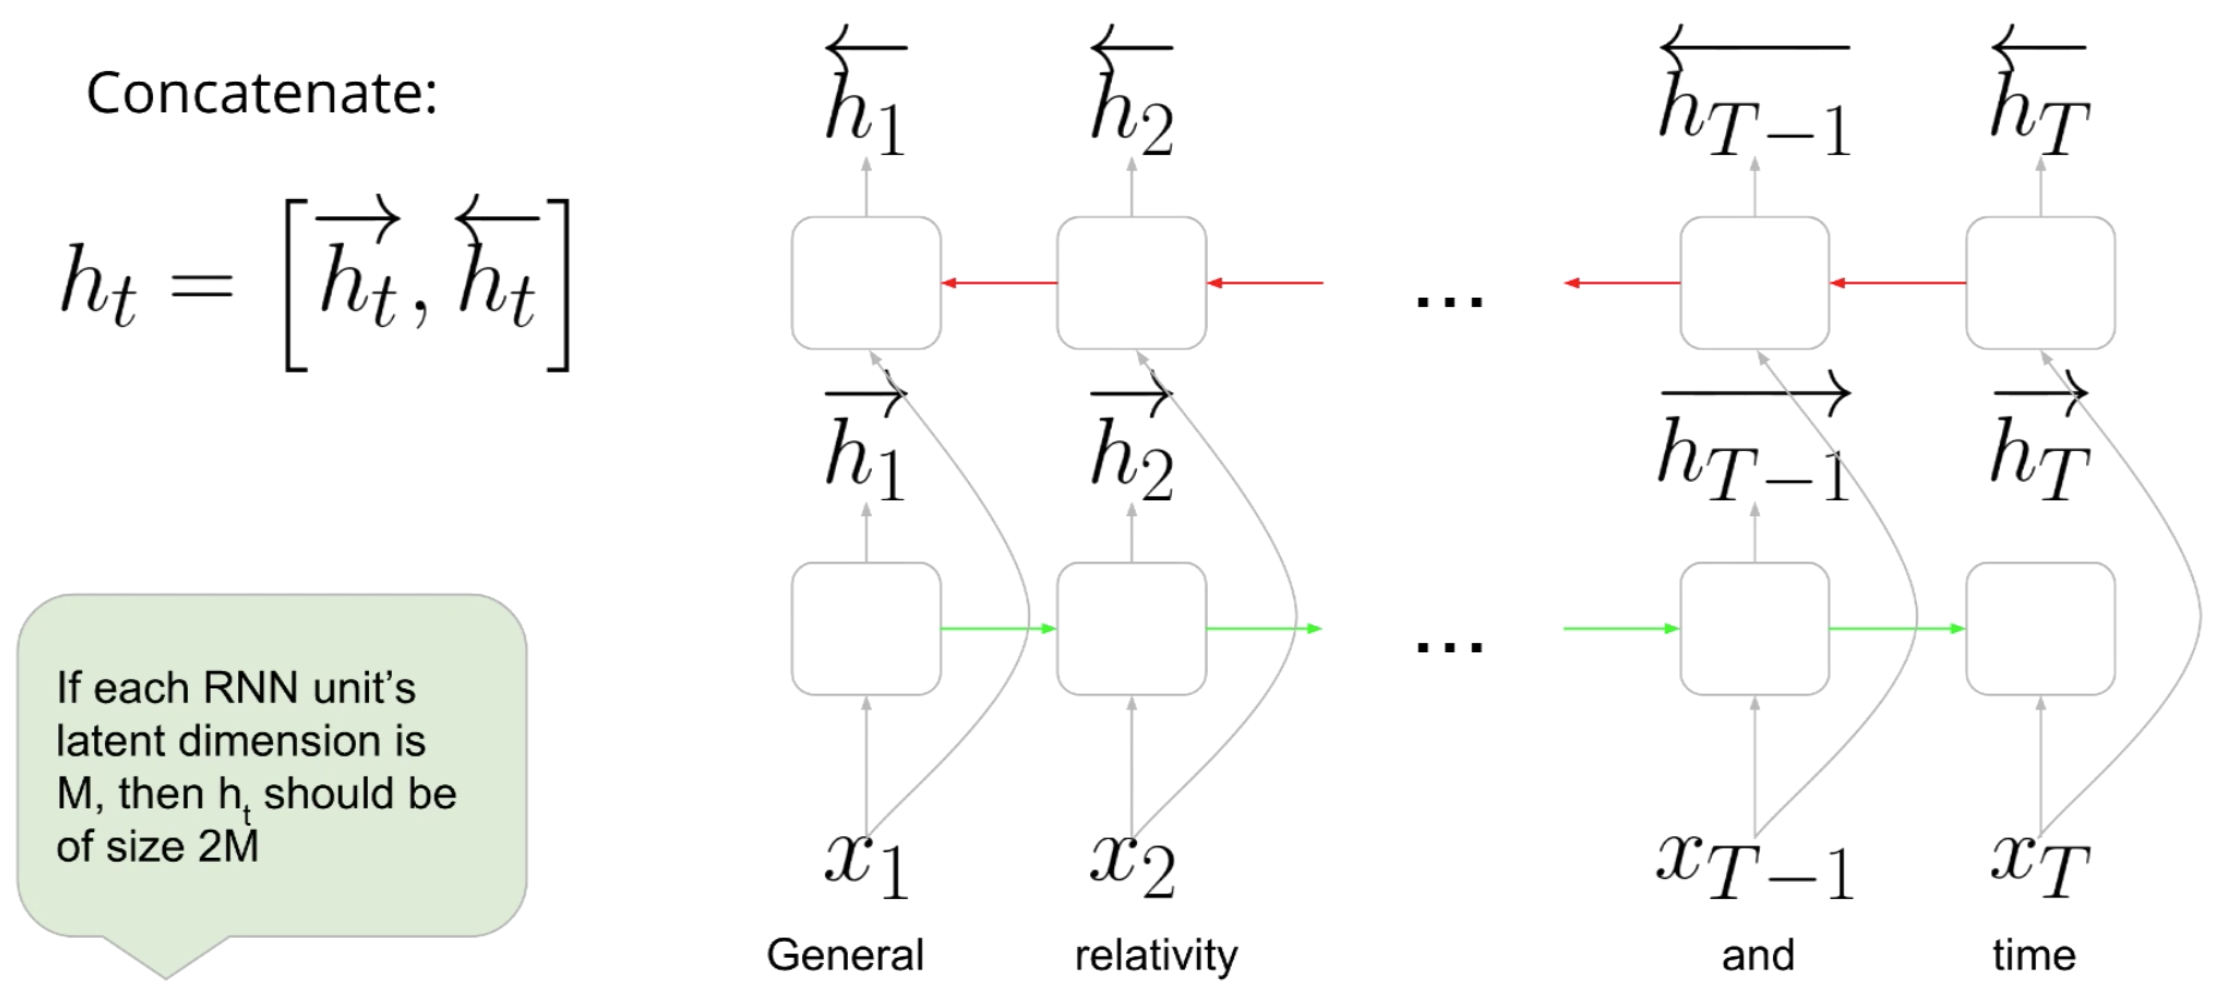 Concatenate:
$h_t = \left[\overrightarrow{h_t}, \overleftarrow{h_t}\right]$
If each RNN unit's
latent dimension is
M, then h_t should be
of size 2M
$\overleftarrow{h_1}$ $\overleftarrow{h_2}$ $\overleftarrow{h_{T-1}}$ $\overleftarrow{h_T}$
...
$\overrightarrow{h_1}$ $\overrightarrow{h_2}$ $\overrightarrow{h_{T-1}}$ $\overrightarrow{h_T}$
...
$x_1$ $x_2$ $x_{T-1}$ $x_T$
General relativity and time